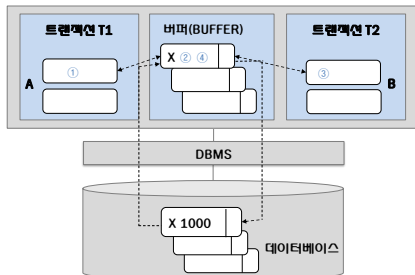 트랜잭션 T1
버퍼(BUFFER)
트랜잭션 T2
A
①
X ② ④
③
B
DBMS
X 1000
데이터베이스